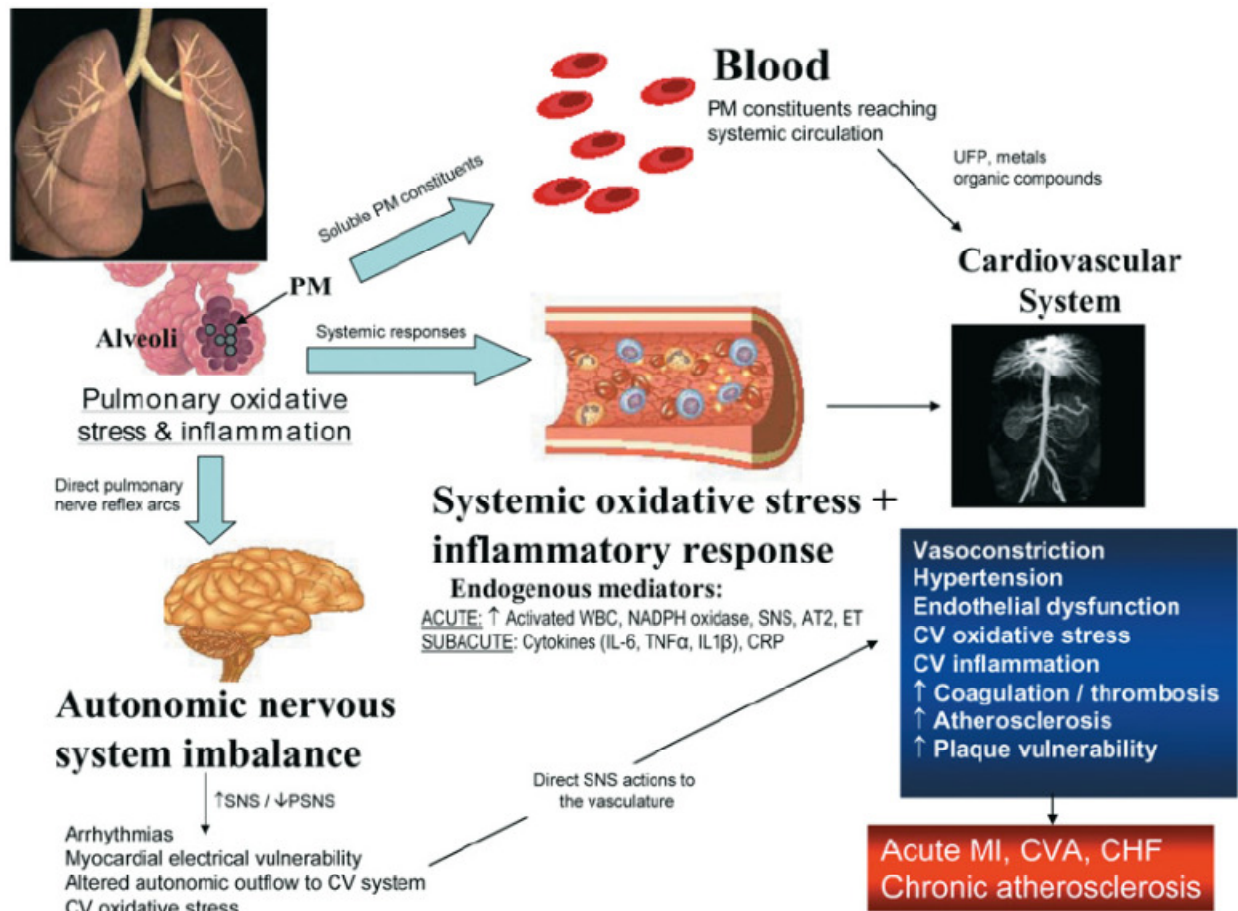 Blood
PM constituents reaching
systemic circulation
Soluble PM constituents
UFP, metals
organic compounds
Cardiovascular
System
PM
Alveoli
Systemic responses
Pulmonary oxidative
stress & inflammation
Direct pulmonary
nerve reflex arcs
Systemic oxidative stress +
inflammatory response
Endogenous mediators:
ACUTE: ↑ Activated WBC, NADPH oxidase, SNS, AT2, ET
SUBACUTE: Cytokines (IL-6, TNFα, IL1β), CRP
Vasoconstriction
Hypertension
Endothelial dysfunction
CV oxidative stress
CV inflammation
↑ Coagulation / thrombosis
↑ Atherosclerosis
↑ Plaque vulnerability
Autonomic nervous
system imbalance
↑SNS / ↓PSNS
Direct SNS actions to
the vasculature
Arrhythmias
Myocardial electrical vulnerability
Altered autonomic outflow to CV system
CV oxidative stress
Acute MI, CVA, CHF
Chronic atherosclerosis